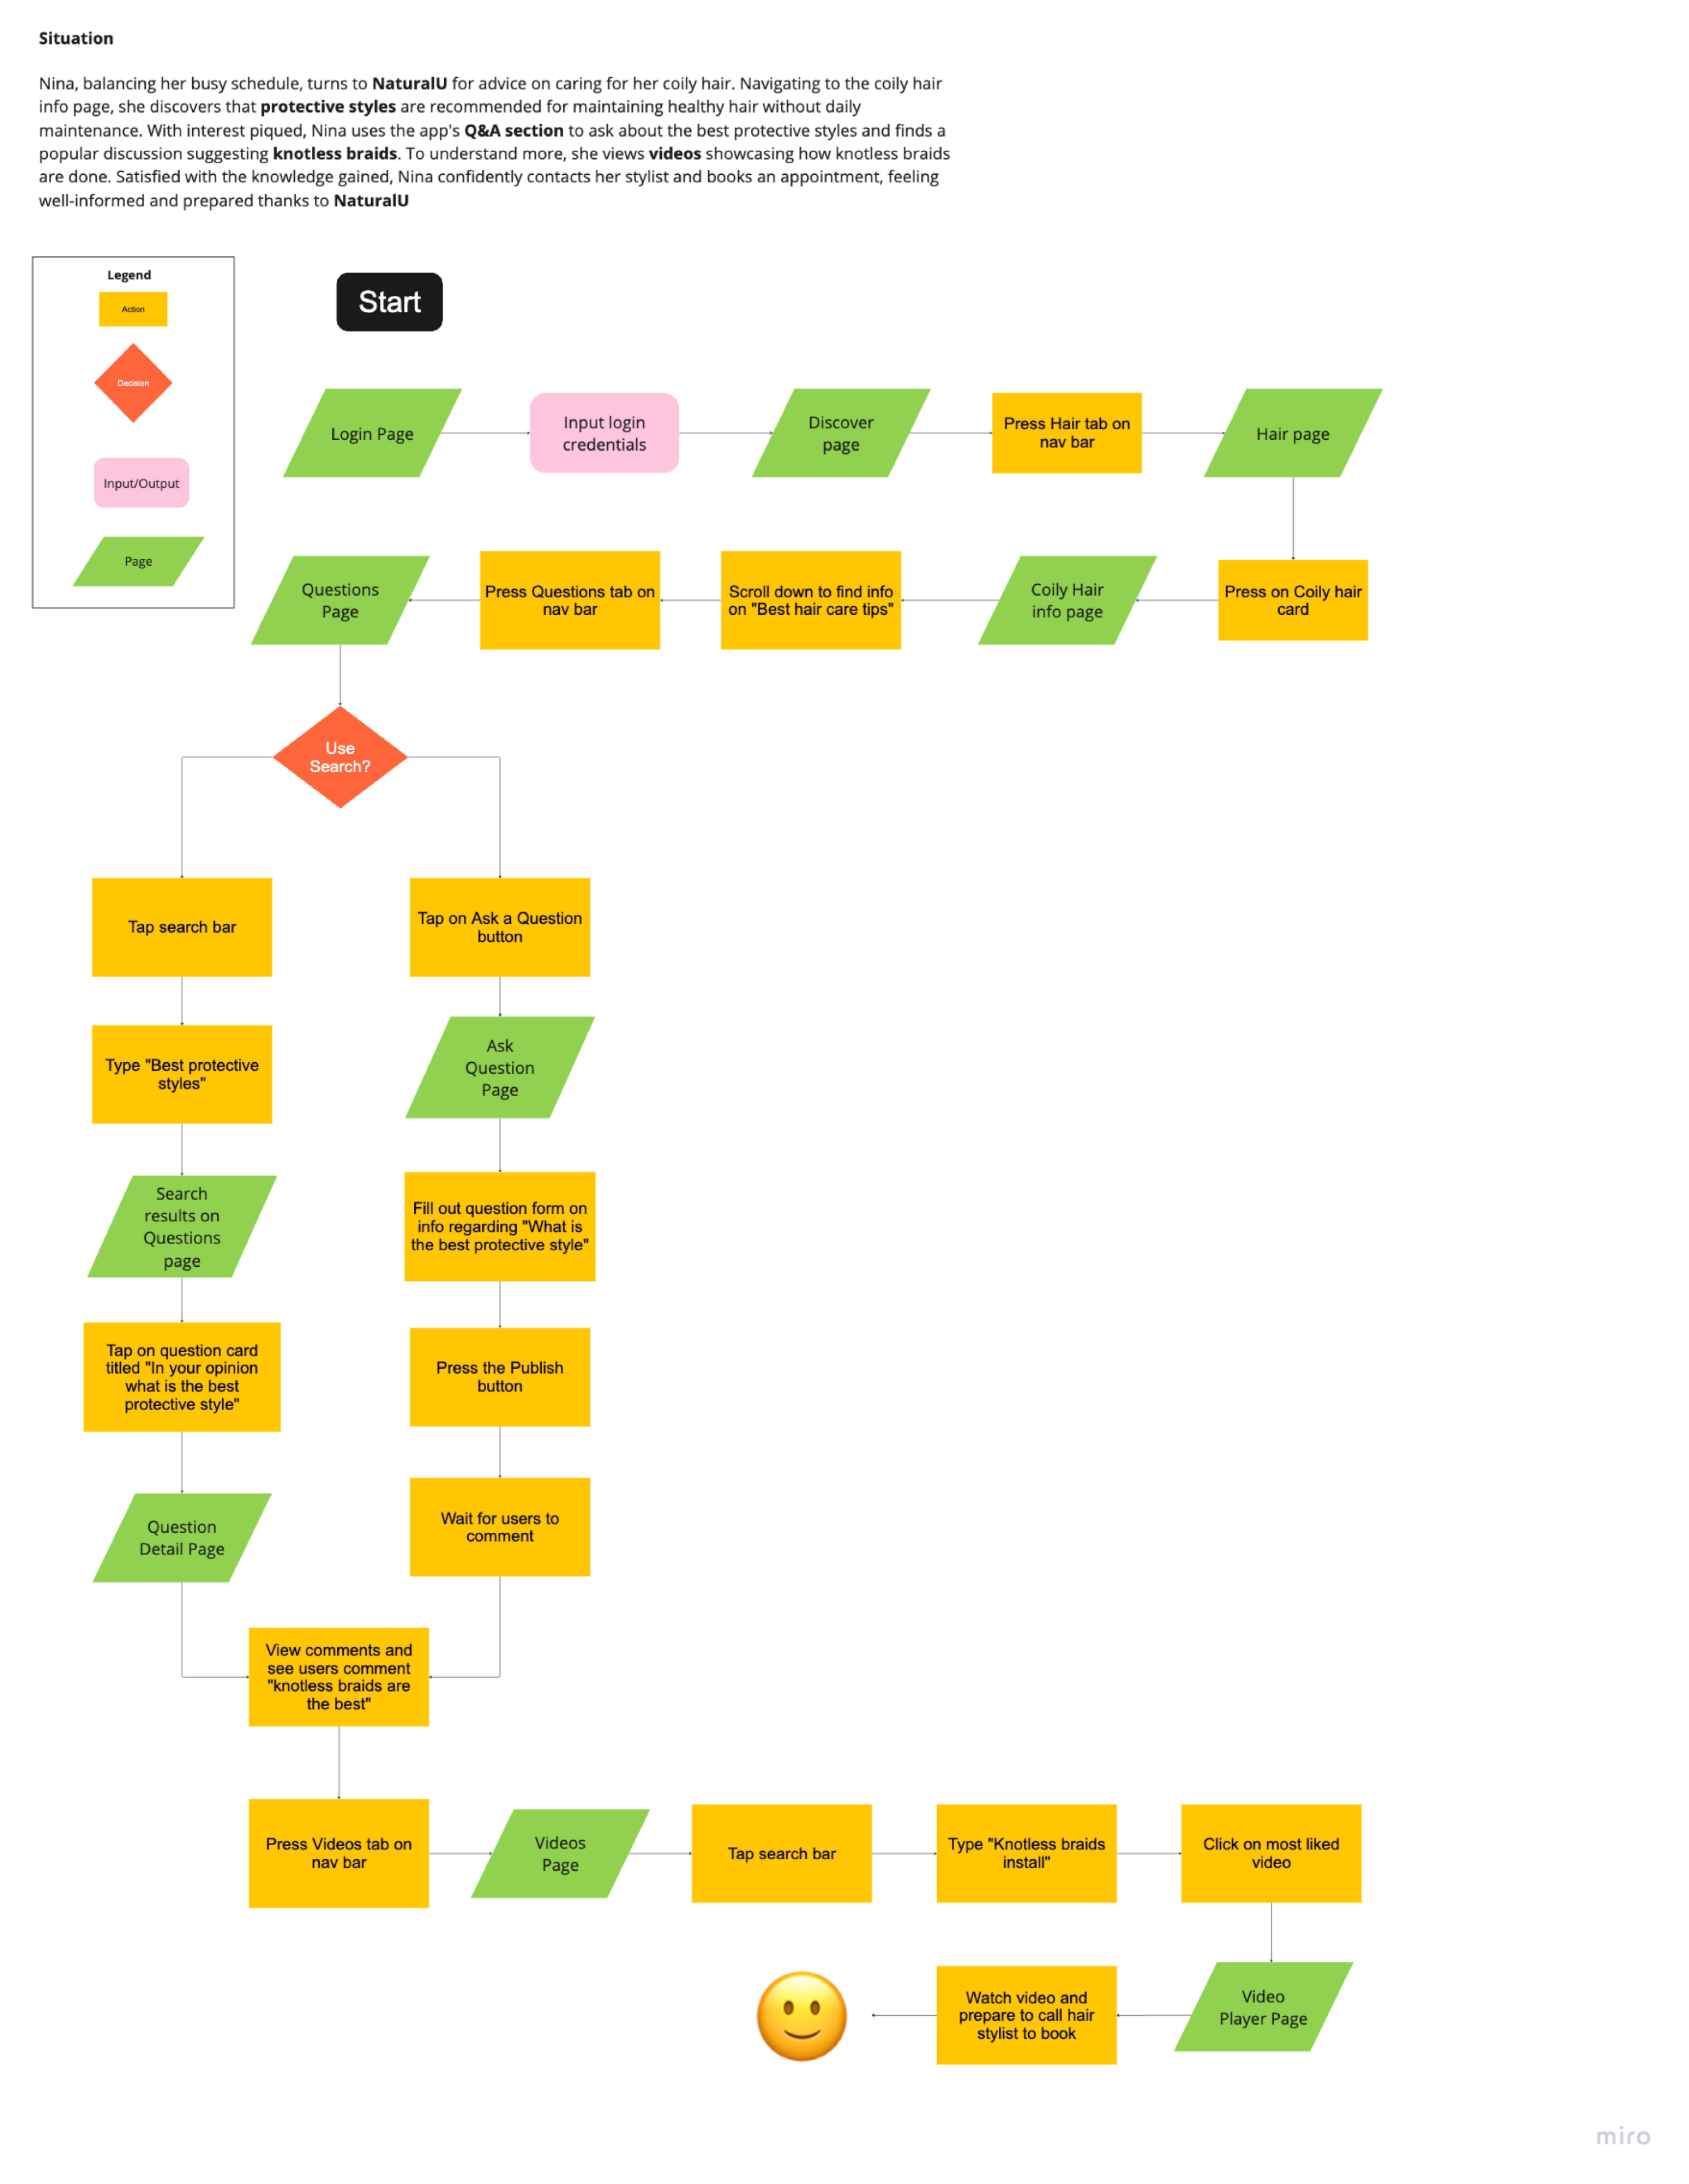 Situation
Nina, balancing her busy schedule, turns to NaturalU for advice on caring for her coily hair. Navigating to the coily hair
info page, she discovers that protective styles are recommended for maintaining healthy hair without daily
maintenance. With interest piqued, Nina uses the app's Q&A section to ask about the best protective styles and finds a
popular discussion suggesting knotless braids. To understand more, she views videos showcasing how knotless braids
are done. Satisfied with the knowledge gained, Nina confidently contacts her stylist and books an appointment, feeling
well-informed and prepared thanks to NaturalU
Legend
Action
Decision
Input/Output
Page
Start
Login Page
Input login
credentials
Discover
page
Press Hair tab on
nav bar
Hair page
Press on Coily hair
card
Coily Hair
info page
Scroll down to find info
on "Best hair care tips"
Press Questions tab on
nav bar
Questions
Page
Use
Search?
Tap search bar
Type "Best protective
styles"
Search
results on
Questions
page
Tap on question card
titled "In your opinion
what is the best
protective style"
Question
Detail Page
Tap on Ask a Question
button
Ask
Question
Page
Fill out question form on
info regarding "What is
the best protective style"
Press the Publish
button
Wait for users to
comment
View comments and
see users comment
"knotless braids are
the best"
Press Videos tab on
nav bar
Videos
Page
Tap search bar
Type "Knotless braids
install"
Click on most liked
video
Video
Player Page
Watch video and
prepare to call hair
stylist to book
miro